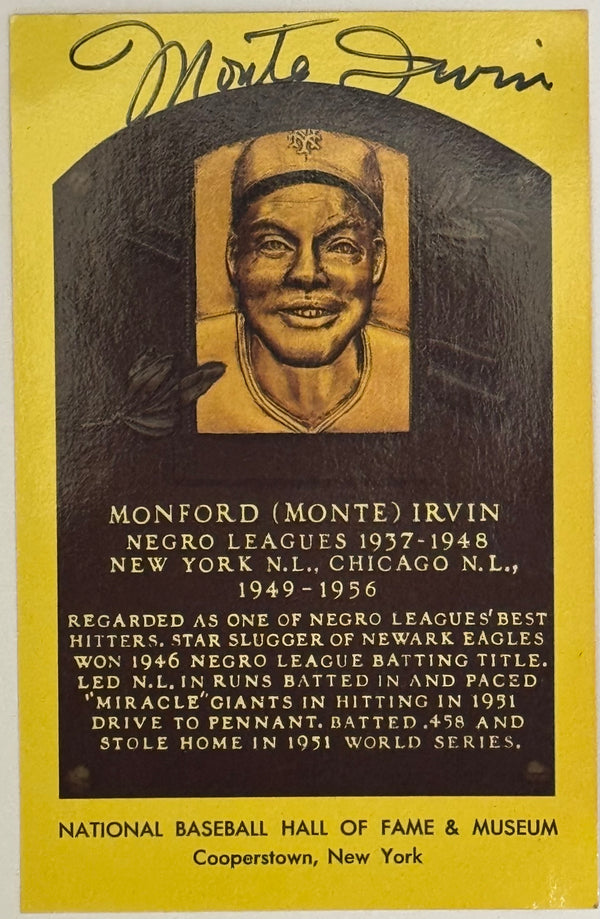 Monte Irvin
NY
MONFORD (MONTE) IRVIN
NEGRO LEAGUES 1937-1948
NEW YORK N.L., CHICAGO N.L.,
1949-1956
REGARDED AS ONE OF NEGRO LEAGUES' BEST
HITTERS. STAR SLUGGER OF NEWARK EAGLES
WON 1946 NEGRO LEAGUE BATTING TITLE.
LED N.L. IN RUNS BATTED IN AND PACED
"MIRACLE" GIANTS IN HITTING IN 1951
DRIVE TO PENNANT. BATTED .458 AND
STOLE HOME IN 1951 WORLD SERIES.
NATIONAL BASEBALL HALL OF FAME & MUSEUM
Cooperstown, New York